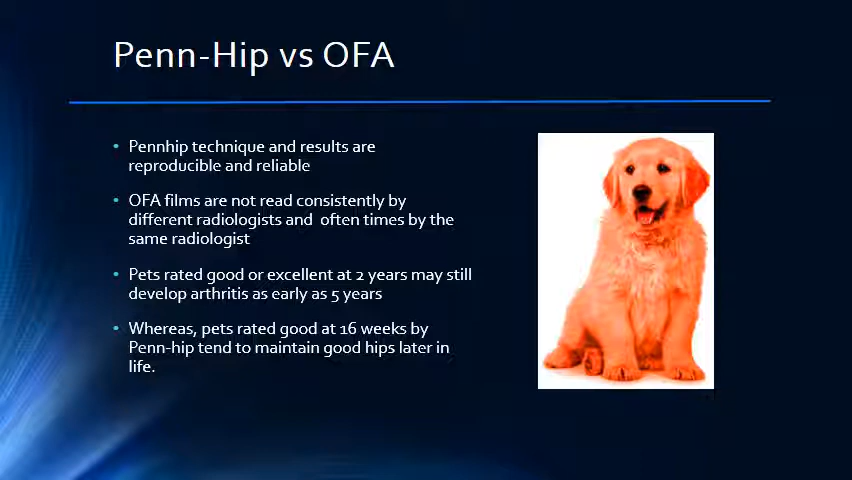 Penn-Hip vs OFA
• Pennhip technique and results are
reproducible and reliable
• OFA films are not read consistently by
different radiologists and  often times by the
same radiologist
• Pets rated good or excellent at 2 years may still
develop arthritis as early as 5 years
• Whereas, pets rated good at 16 weeks by
Penn-hip tend to maintain good hips later in
life.